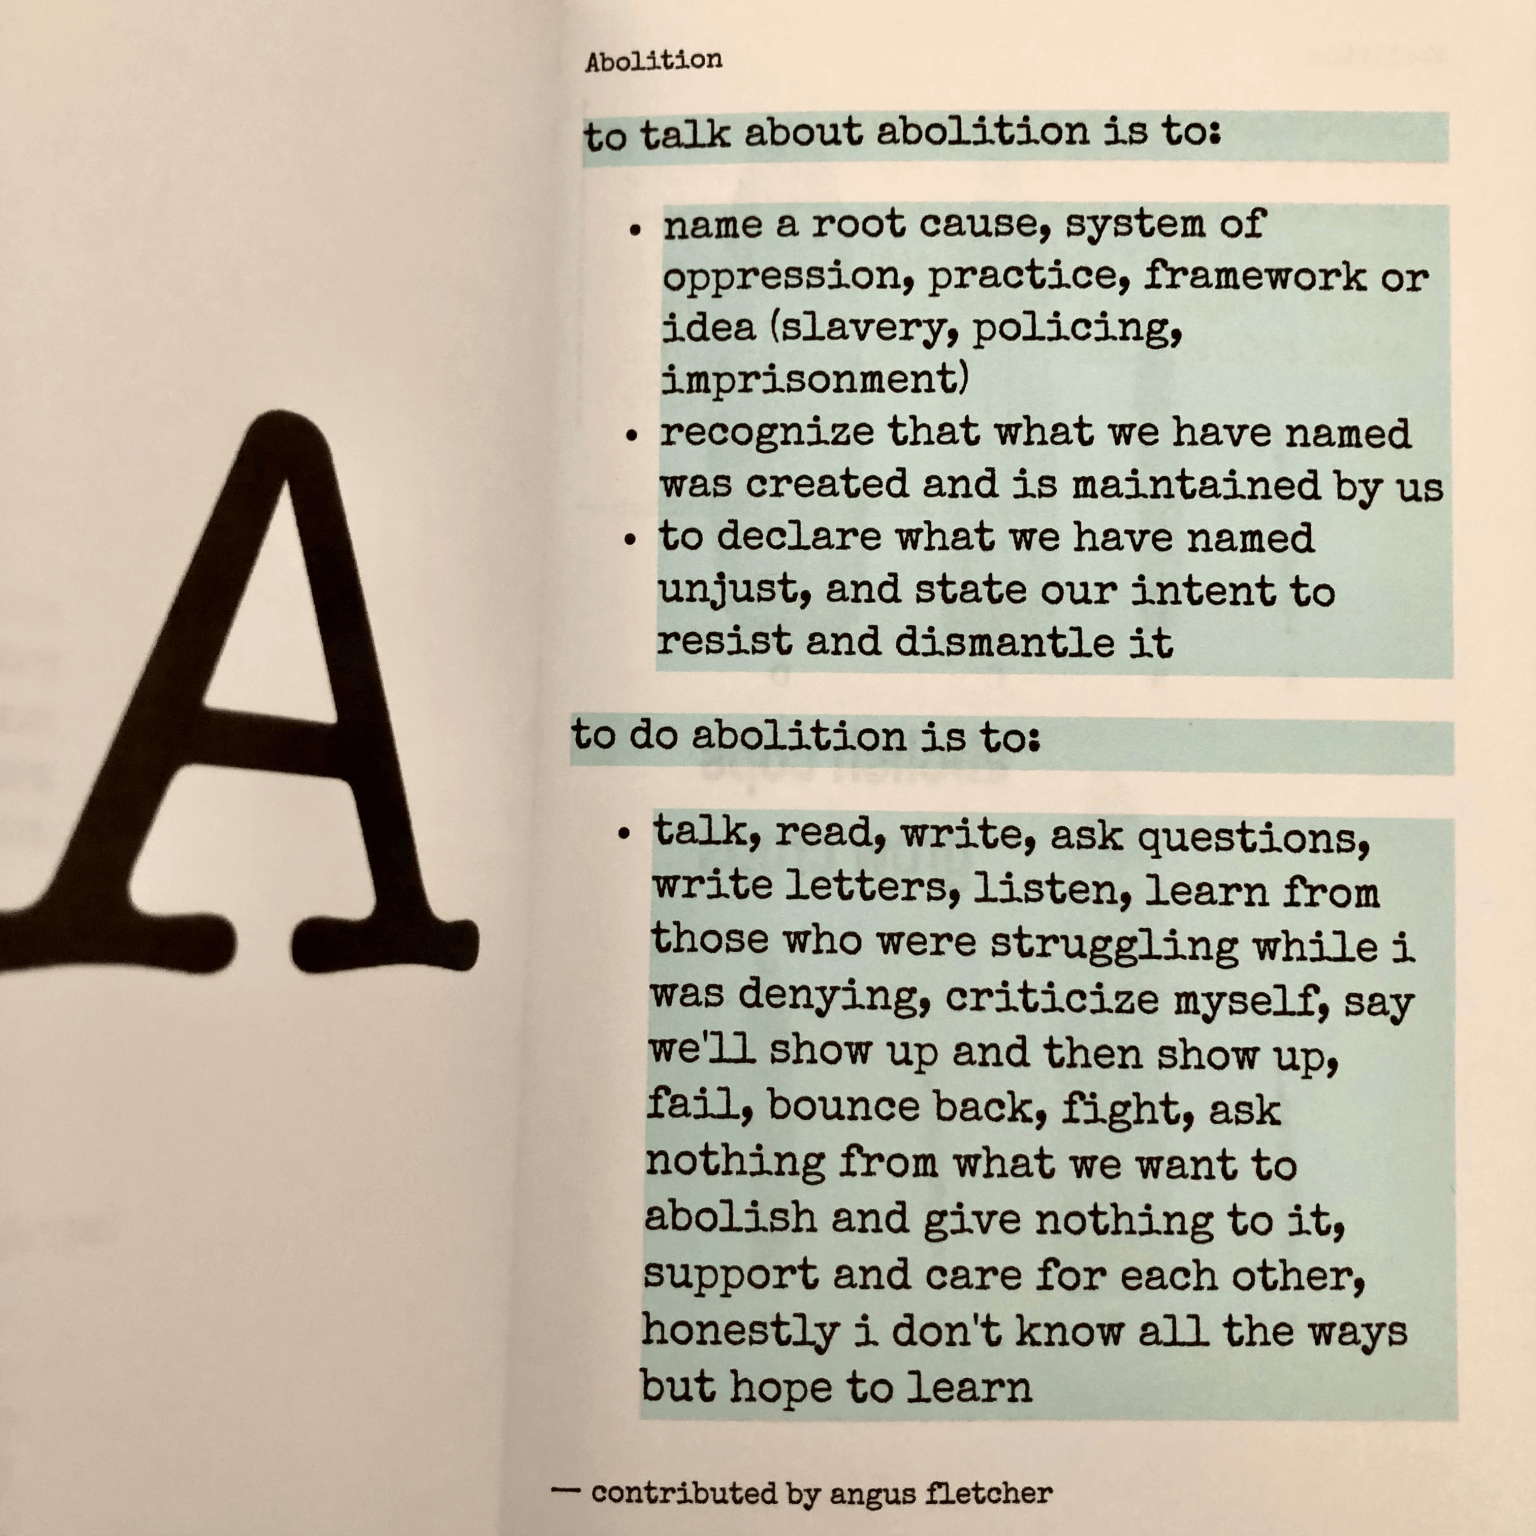 Abolition
to talk about abolition is to:
• name a root cause, system of
oppression, practice, framework or
idea (slavery, policing,
imprisonment)
• recognize that what we have named
was created and is maintained by us
• to declare what we have named
unjust, and state our intent to
resist and dismantle it
to do abolition is to:
• talk, read, write, ask questions,
write letters, listen, learn from
those who were struggling while i
was denying, criticize myself, say
we'll show up and then show up,
fail, bounce back, fight, ask
nothing from what we want to
abolish and give nothing to it,
support and care for each other,
honestly i don't know all the ways
but hope to learn
— contributed by angus fletcher
A